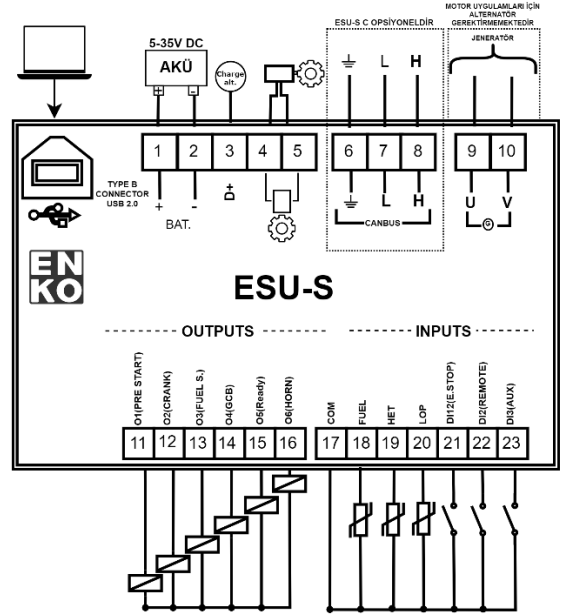 MOTOR UYGULAMLARI İÇİN
ALTERNATÖR
GEREKTİRMEMEKTEDİR
ESU-S C OPSİYONELDİR
JENERATÖR
5-35V DC
AKÜ
+ -
Charge
alt.
L H
1 2 3 4 5 6 7 8 9 10
TYPE B
CONNECTOR
USB 2.0
+ - D+ L H U V
BAT.
CANBUS
G
EN
KO
ESU-S
OUTPUTS INPUTS
O1(PRE START)
O2(CRANK)
O3(FUEL S.)
O4(GCB)
O5(Ready)
O6(HORN)
COM
FUEL
HET
LOP
DI12(E.STOP)
DI2(REMOTE)
DI3(AUX)
11 12 13 14 15 16 17 18 19 20 21 22 23